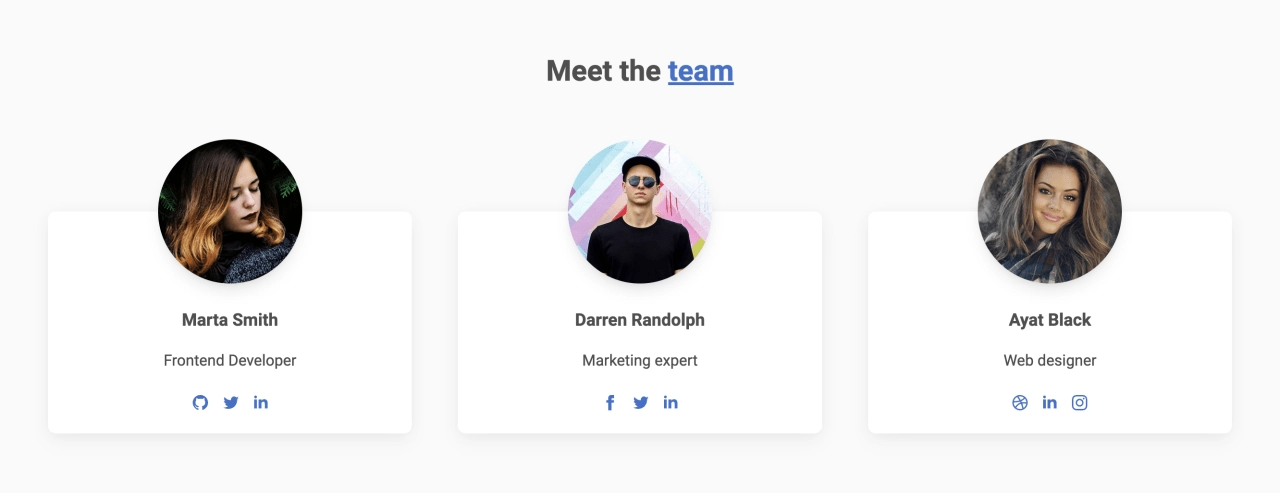 Meet the team
Marta Smith
Frontend Developer
Darren Randolph
Marketing expert
Ayat Black
Web designer